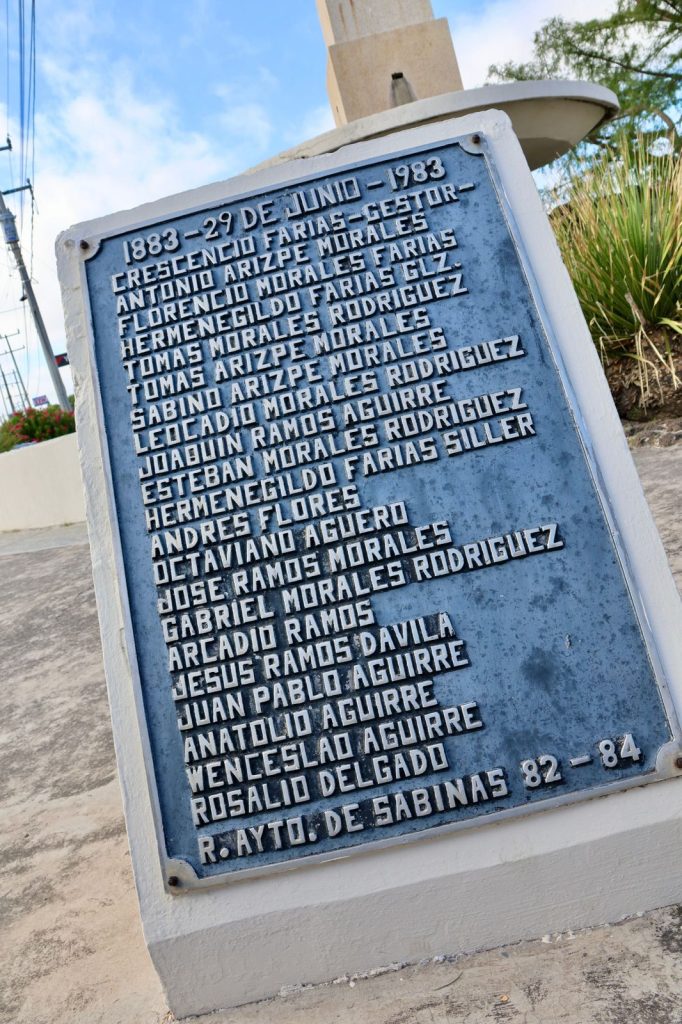 1883 - 29 DE JUNIO - 1983
CRESCENCIO FARIAS-GESTOR-
ANTONIO ARIZPE MORALES
FLORENCIO MORALES FARIAS
HERMENEGILDO FARIAS GLZ.
TOMAS MORALES RODRIGUEZ
TOMAS ARIZPE MORALES
SABINO ARIZPE MORALES
LEOCADIO MORALES RODRIGUEZ
JOAQUIN RAMOS AGUIRRE
ESTEBAN MORALES RODRIGUEZ
HERMENEGILDO FARIAS SILLER
ANDRES FLORES
OCTAVIANO AGUERO
JOSE RAMOS MORALES
GABRIEL MORALES RODRIGUEZ
ARCADIO RAMOS
JESUS RAMOS DAVILA
JUAN PABLO AGUIRRE
ANATOLIO AGUIRRE
WENCESLAO AGUIRRE
ROSALIO DELGADO
R. AYTO. DE SABINAS 82 - 84